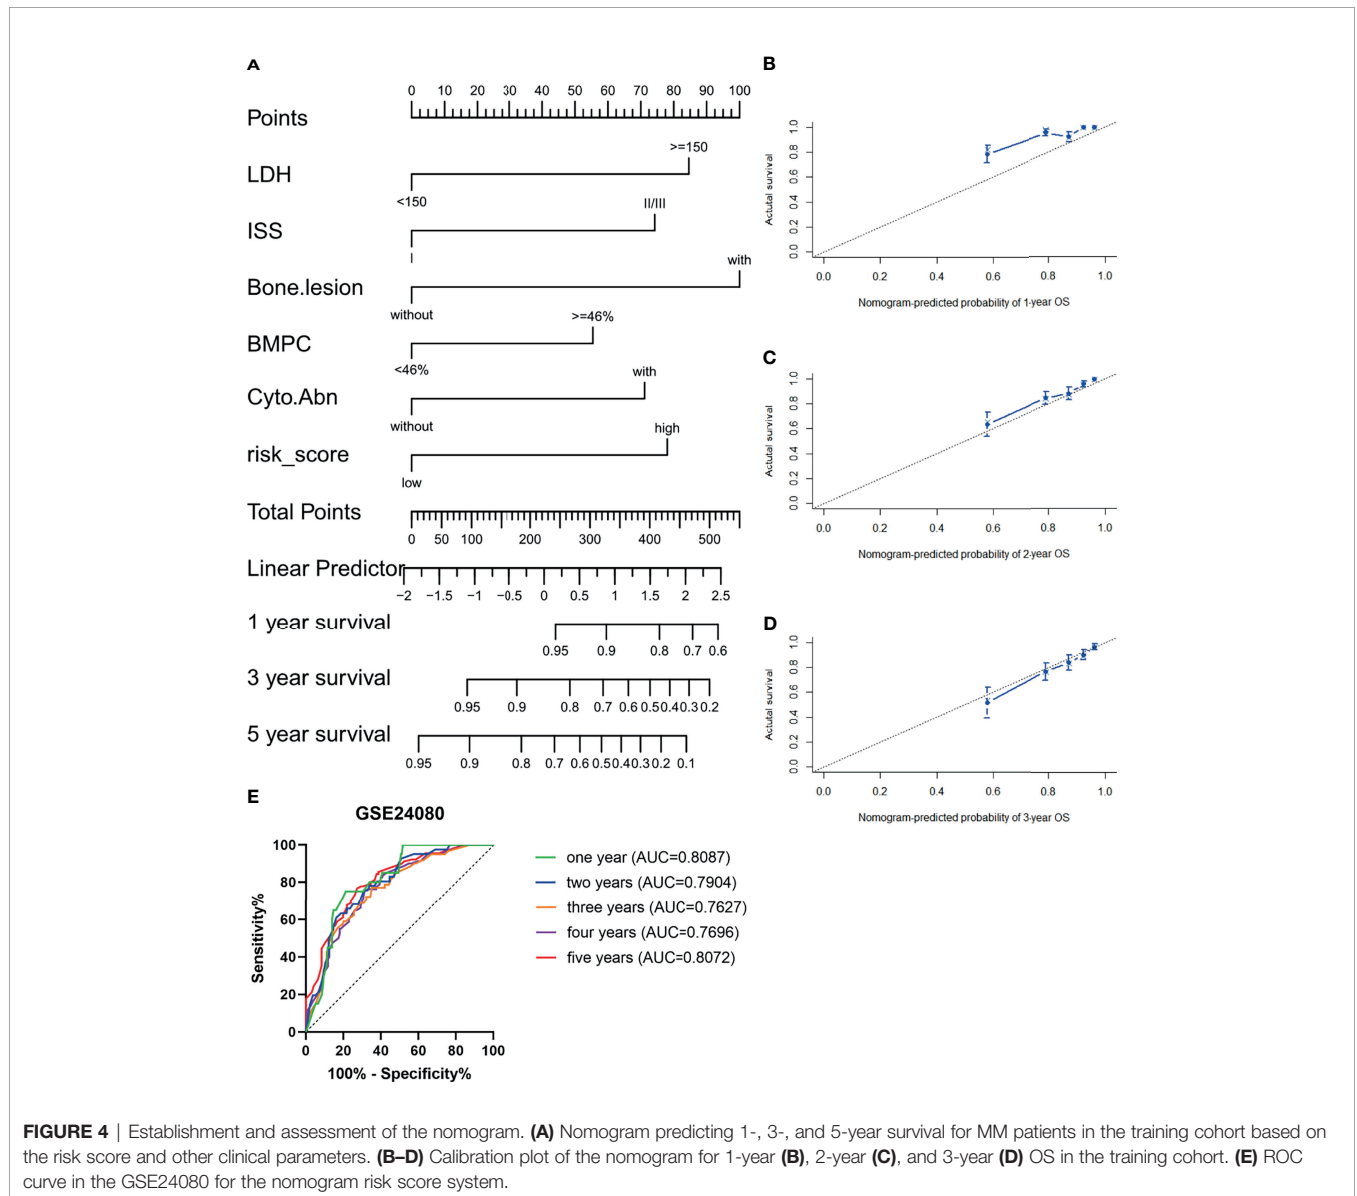 A
0 10 20 30 40 50 60 70 80 90 100
Points
>=150
LDH
<150
II/III
ISS
I
with
Bone.lesion
without
>=46%
BMPC
<46%
with
Cyto.Abn
without
high
risk_score
low
Total Points
0 50 100 200 300 400 500
Linear Predictor
−2 −1.5 −1 −0.5 0 0.5 1 1.5 2 2.5
1 year survival
0.95 0.9 0.8 0.7 0.6
3 year survival
0.95 0.9 0.8 0.7 0.6 0.5 0.4 0.3 0.2
5 year survival
0.95 0.9 0.8 0.7 0.6 0.5 0.4 0.3 0.2 0.1
B
Actutal survival
0.0 0.2 0.4 0.6 0.8 1.0
0.0 0.2 0.4 0.6 0.8 1.0
Nomogram-predicted probability of 1-year OS
C
Actutal survival
0.0 0.2 0.4 0.6 0.8 1.0
0.0 0.2 0.4 0.6 0.8 1.0
Nomogram-predicted probability of 2-year OS
D
Actutal survival
0.0 0.2 0.4 0.6 0.8 1.0
0.0 0.2 0.4 0.6 0.8 1.0
Nomogram-predicted probability of 3-year OS
E
GSE24080
Sensitivity%
100
80
60
40
20
0
0 20 40 60 80 100
100% - Specificity%
one year (AUC=0.8087)
two years (AUC=0.7904)
three years (AUC=0.7627)
four years (AUC=0.7696)
five years (AUC=0.8072)
FIGURE 4 | Establishment and assessment of the nomogram. (A) Nomogram predicting 1-, 3-, and 5-year survival for MM patients in the training cohort based on
the risk score and other clinical parameters. (B–D) Calibration plot of the nomogram for 1-year (B), 2-year (C), and 3-year (D) OS in the training cohort. (E) ROC
curve in the GSE24080 for the nomogram risk score system.